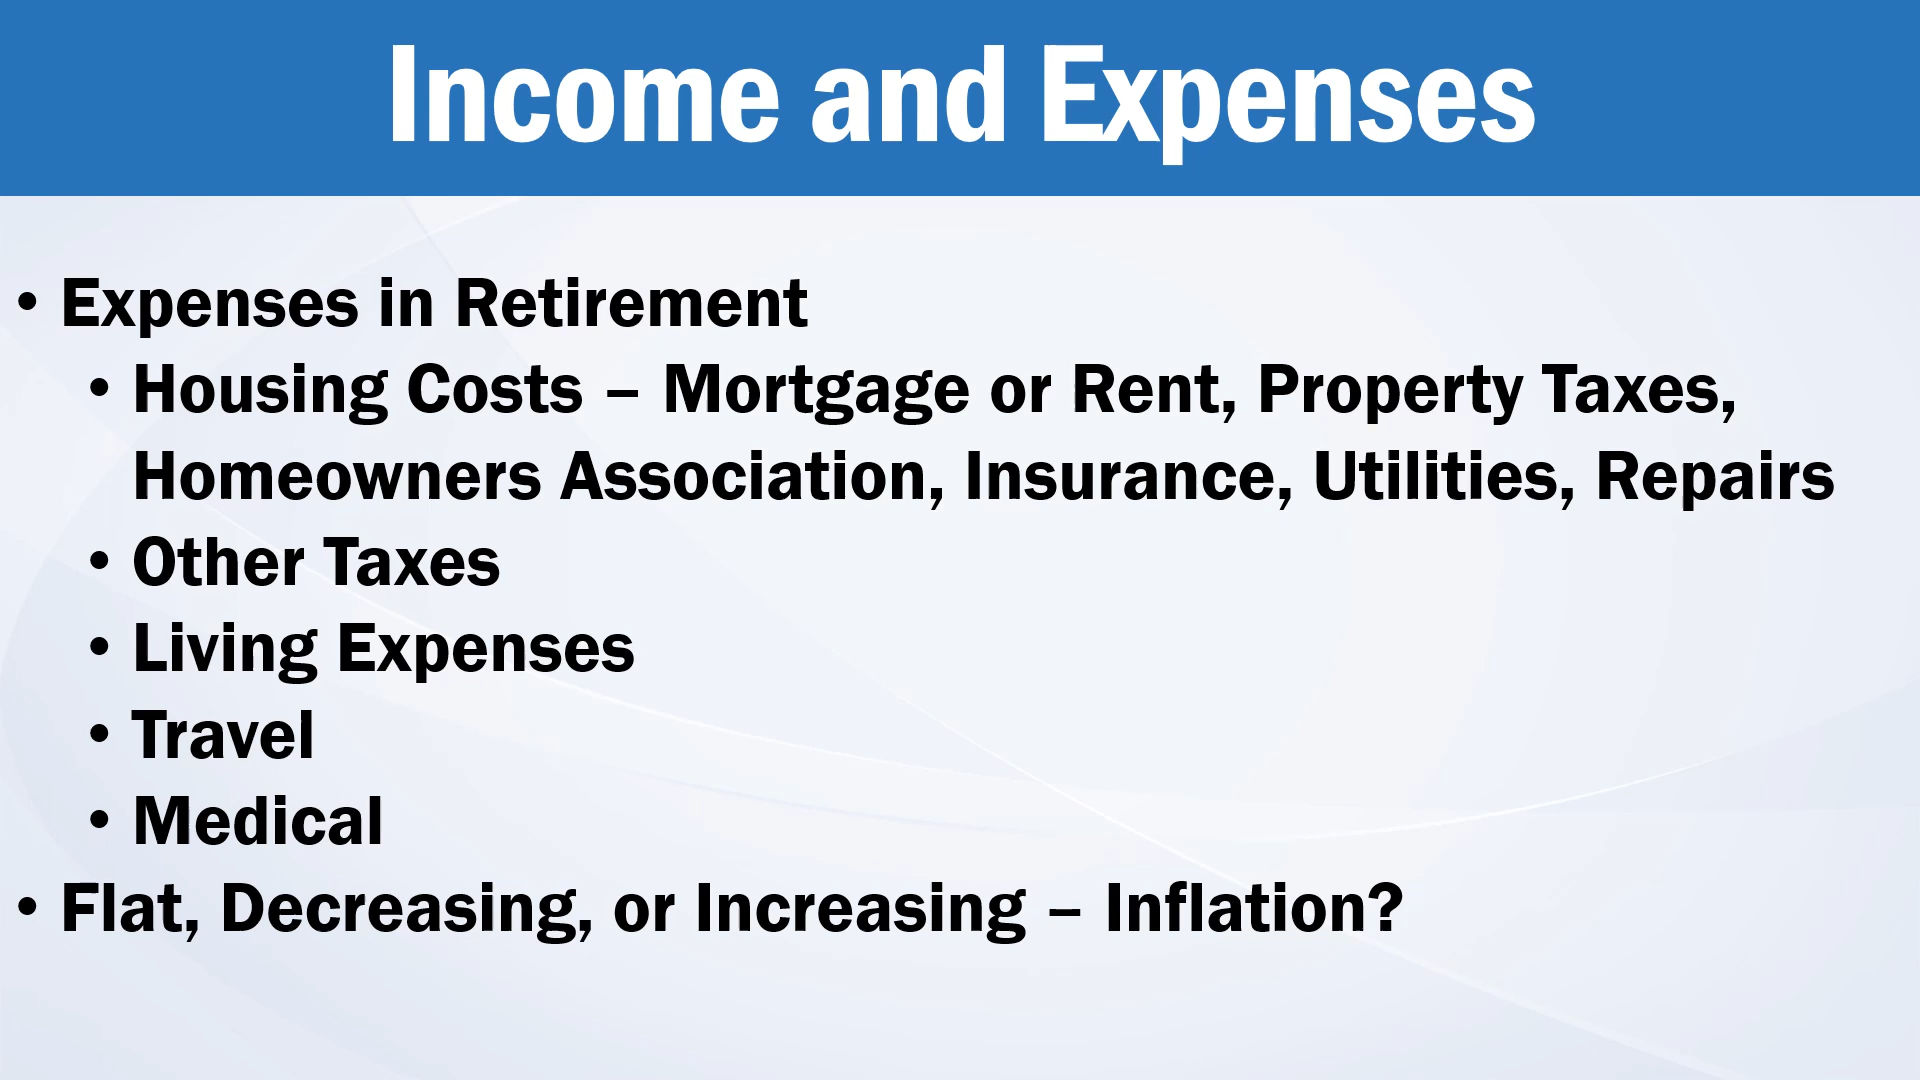 Income and Expenses
• Expenses in Retirement
• Housing Costs – Mortgage or Rent, Property Taxes,
Homeowners Association, Insurance, Utilities, Repairs
• Other Taxes
• Living Expenses
• Travel
• Medical
• Flat, Decreasing, or Increasing – Inflation?